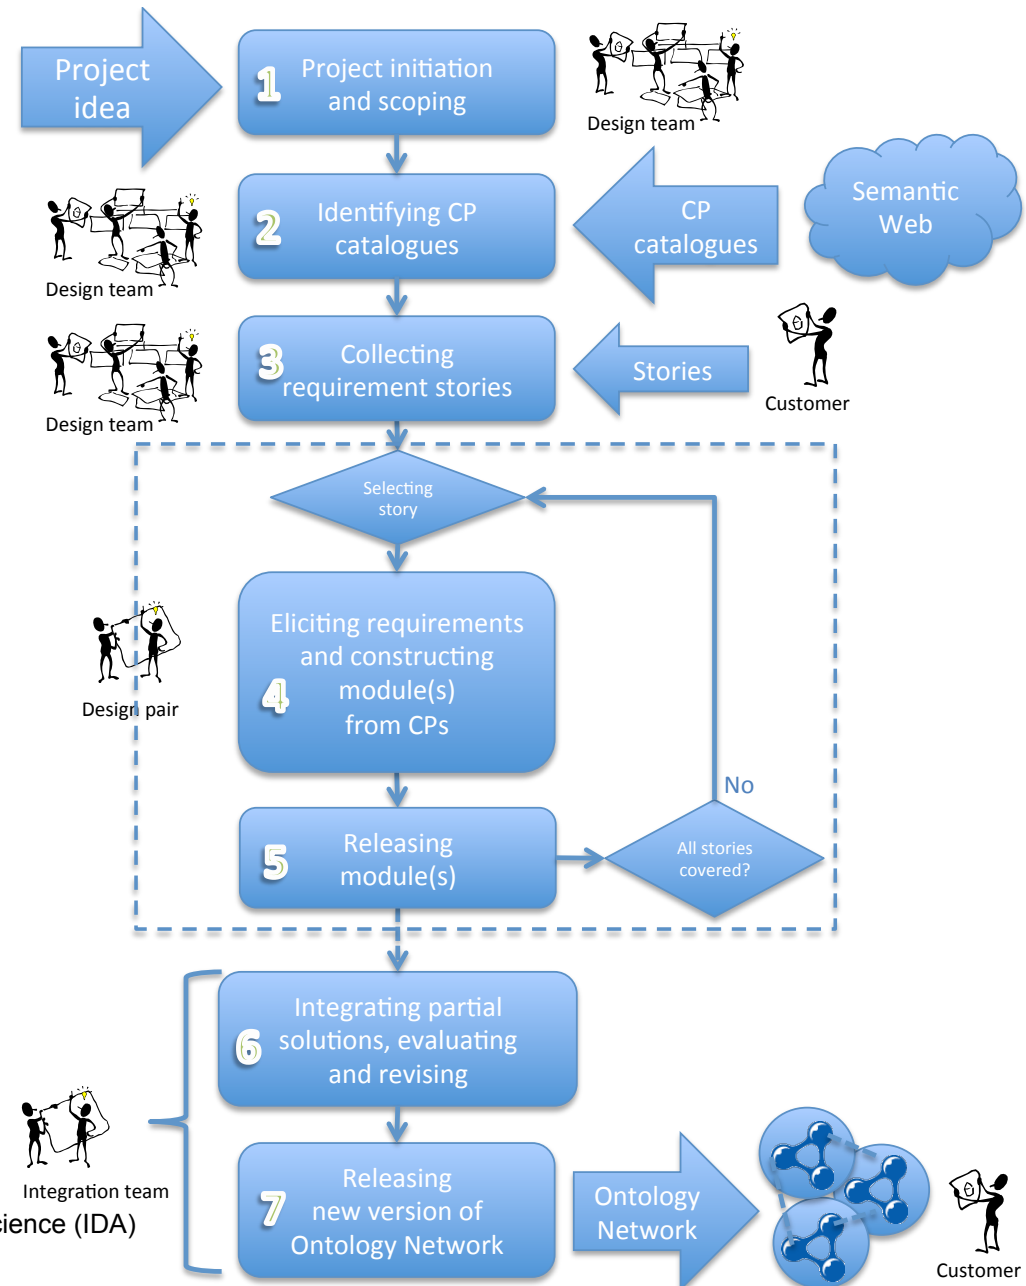 Project
idea
1
Project initiation
and scoping
Design team
2
Identifying CP
catalogues
CP
catalogues
Semantic
Web
Design team
3
Collecting
requirement stories
Stories
Customer
Design team
Selecting
story
4
Eliciting requirements
and constructing
module(s)
from CPs
Design pair
No
5
Releasing
module(s)
All stories
covered?
6
Integrating partial
solutions, evaluating
and revising
Integration team
cience (IDA)
7
Releasing
new version of
Ontology Network
Ontology
Network
Customer